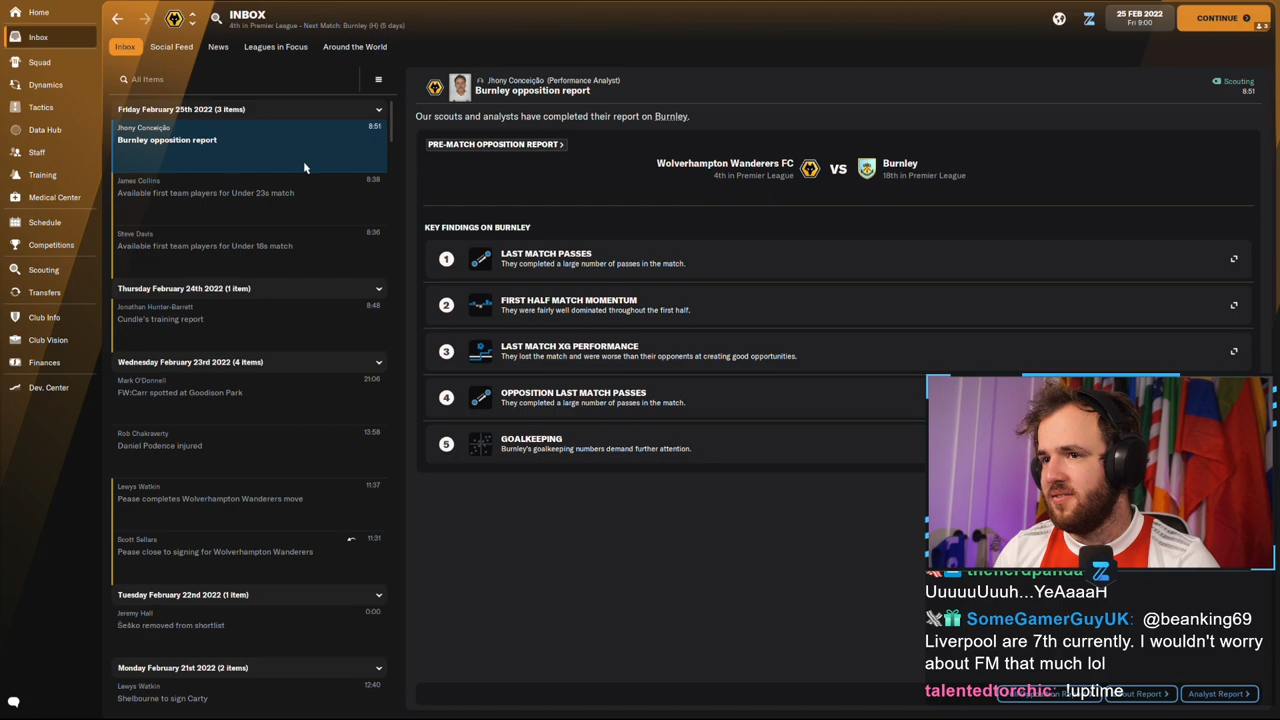 Home
Inbox
Squad
Dynamics
Tactics
Data Hub
Staff
Training
Medical Center
Schedule
Competitions
Scouting
Transfers
Club Info
Club Vision
Finances
Dev. Center
INBOX
4th in Premier League - Next Match: Burnley (H) (5 days)
25 FEB 2022
Fri 9:00
CONTINUE
3
Inbox
Social Feed
News
Leagues in Focus
Around the World
All Items
Friday February 25th 2022 (3 items)
Jhony Conceição
8:51
Burnley opposition report
James Collins
8:38
Available first team players for Under 23s match
Steve Davis
8:36
Available first team players for Under 18s match
Thursday February 24th 2022 (1 item)
Jonathan Hunter-Barrett
8:48
Cundle's training report
Wednesday February 23rd 2022 (4 items)
Mark O'Donnell
21:06
FW:Carr spotted at Goodison Park
Rob Chakraverty
13:58
Daniel Podence injured
Lewys Watkin
11:37
Pease completes Wolverhampton Wanderers move
Scott Sellars
11:31
Pease close to signing for Wolverhampton Wanderers
Tuesday February 22nd 2022 (1 item)
Jeremy Hall
0:00
Šeško removed from shortlist
Monday February 21st 2022 (2 items)
Lewys Watkin
12:40
Shelbourne to sign Carty
Jhony Conceição (Performance Analyst)
Burnley opposition report
Scouting
8:51
Our scouts and analysts have completed their report on Burnley.
PRE-MATCH OPPOSITION REPORT >
Wolverhampton Wanderers FC
4th in Premier League
VS
Burnley
18th in Premier League
KEY FINDINGS ON BURNLEY
1
LAST MATCH PASSES
They completed a large number of passes in the match.
2
FIRST HALF MATCH MOMENTUM
They were fairly well dominated throughout the first half.
3
LAST MATCH XG PERFORMANCE
They lost the match and were worse than their opponents at creating good opportunities.
4
OPPOSITION LAST MATCH PASSES
They completed a large number of passes in the match.
5
GOALKEEPING
Burnley's goalkeeping numbers demand further attention.
thenerdpanda
UuuuuUuuh...YeAaaaH
SomeGamerGuyUK: @beanking69
Liverpool are 7th currently. I wouldn't worry
about FM that much lol
talentedtorchic: !uptime
Report >
Analyst Report >